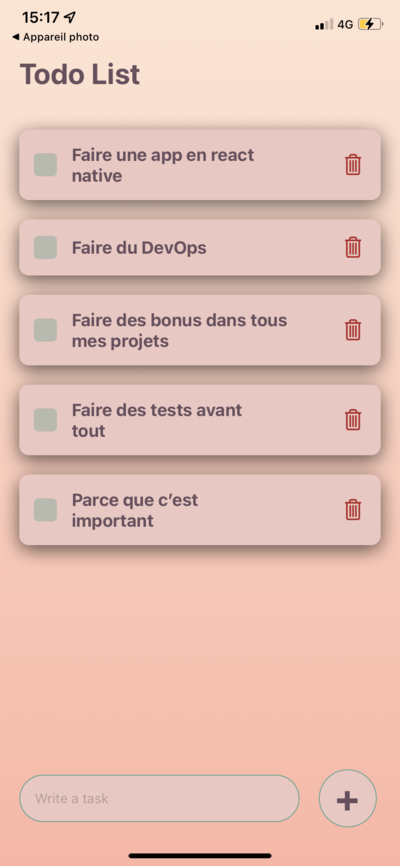 15:17
4G
◀ Appareil photo
Todo List
Faire une app en react
native
Faire du DevOps
Faire des bonus dans tous
mes projets
Faire des tests avant
tout
Parce que c’est
important
Write a task